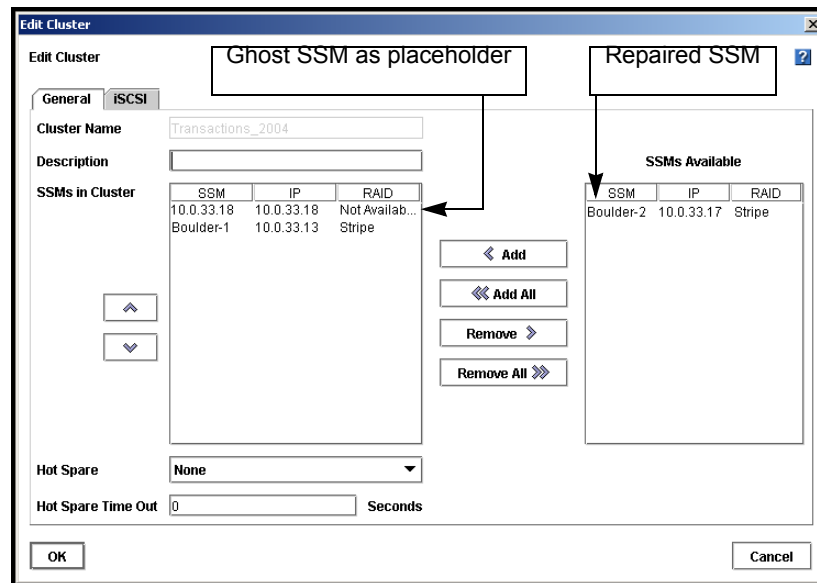 Edit Cluster
Edit Cluster
Ghost SSM as placeholder
Repaired SSM
?
General iSCSI
Cluster Name Transactions_2004
Description
SSMs Available
SSMs in Cluster
SSM IP RAID
10.0.33.18 10.0.33.18 Not Availab...
Boulder-1 10.0.33.13 Stripe
SSM IP RAID
Boulder-2 10.0.33.17 Stripe
Add
Add All
Remove
Remove All
Hot Spare None
Hot Spare Time Out 0 Seconds
OK Cancel